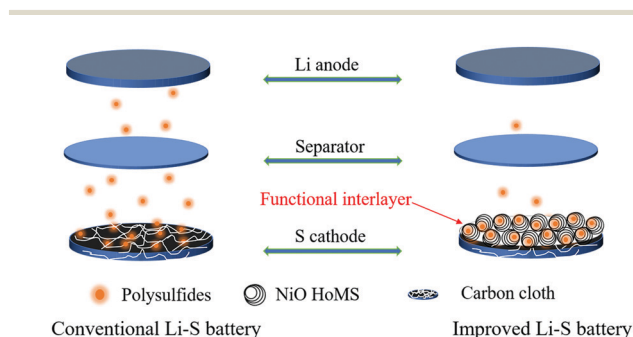 Li anode
Separator
Functional interlayer
S cathode
Polysulfides
NiO HoMS
Carbon cloth
Conventional Li-S battery
Improved Li-S battery